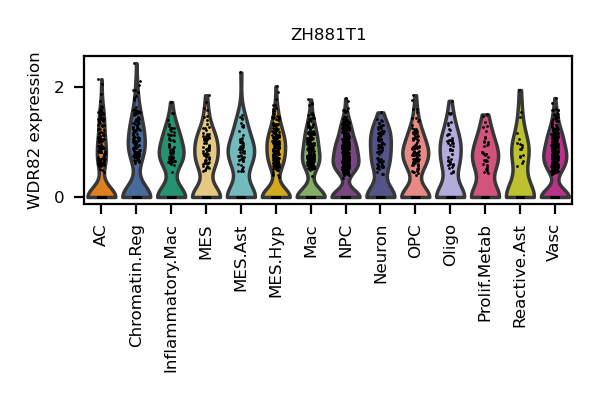 ZH881T1
WDR82 expression
2
0
AC
Chromatin.Reg
Inflammatory.Mac
MES
MES.Ast
MES.Hyp
Mac
NPC
Neuron
OPC
Oligo
Prolif.Metab
Reactive.Ast
Vasc